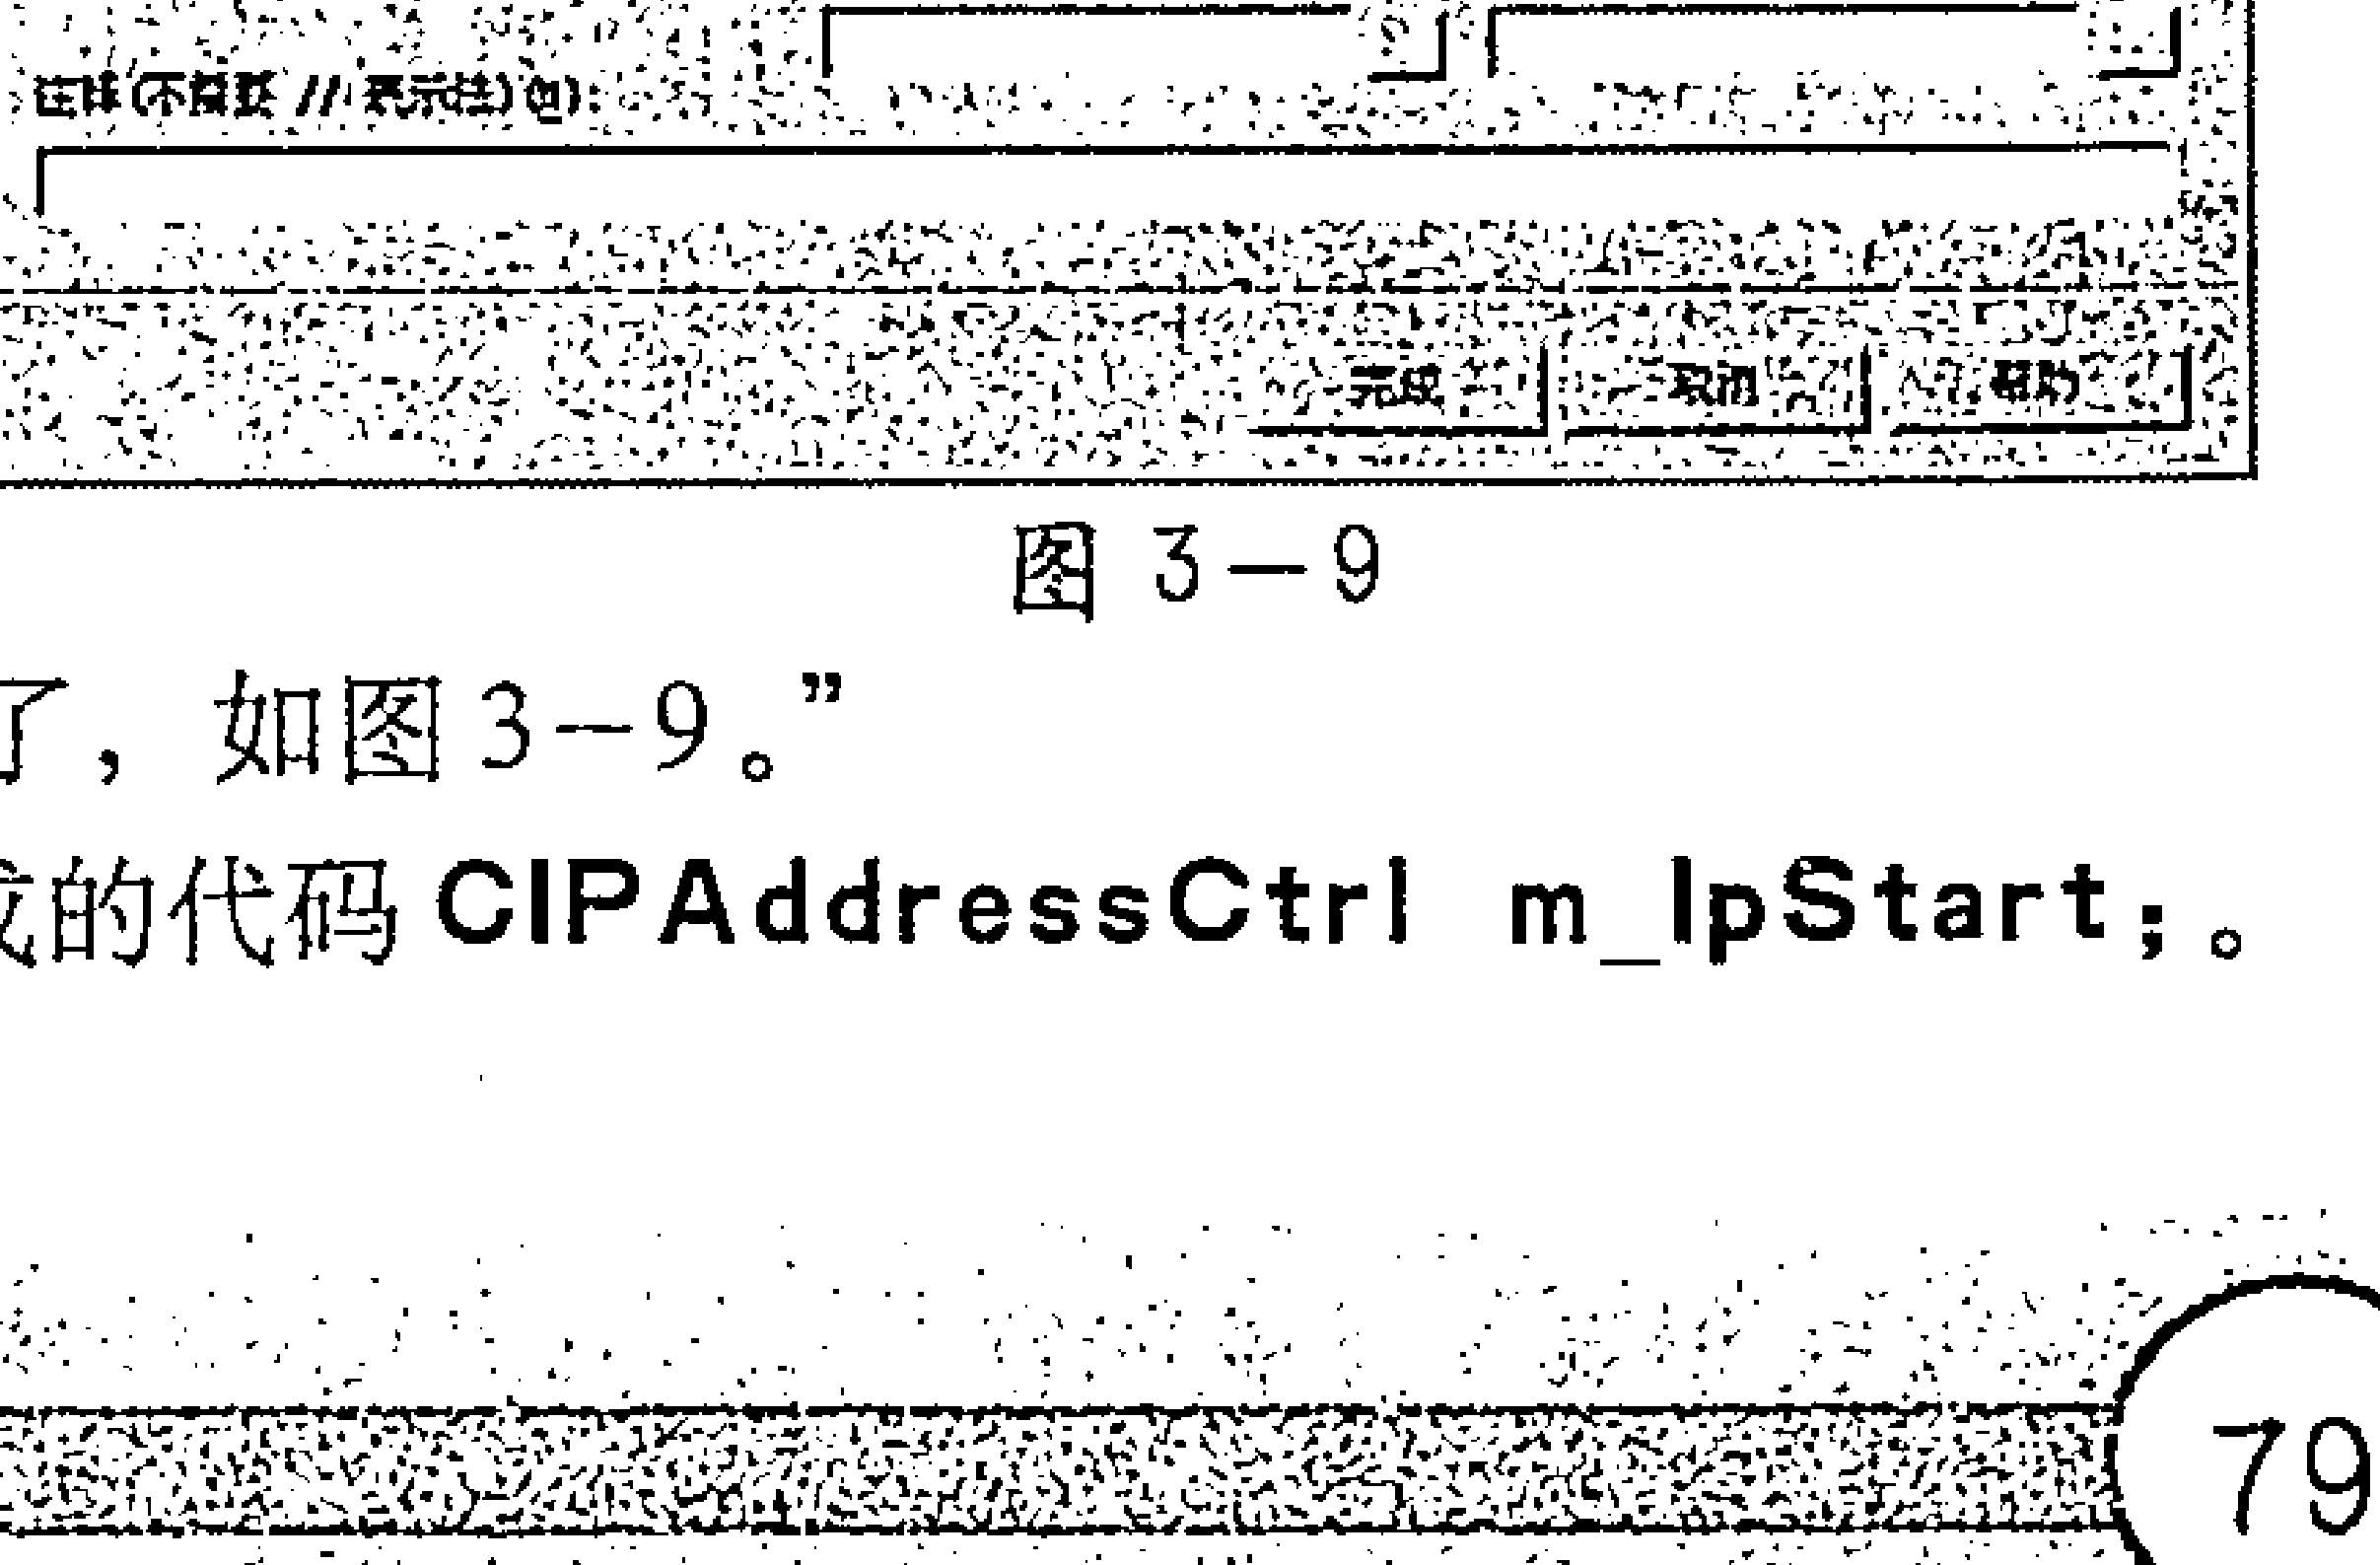 注释(不需要 // 表示法)(M):
完成 取消 帮助
图 3-9
了，如图3-9。”
成的代码 CIPAddressCtrl m_IpStart;。
79